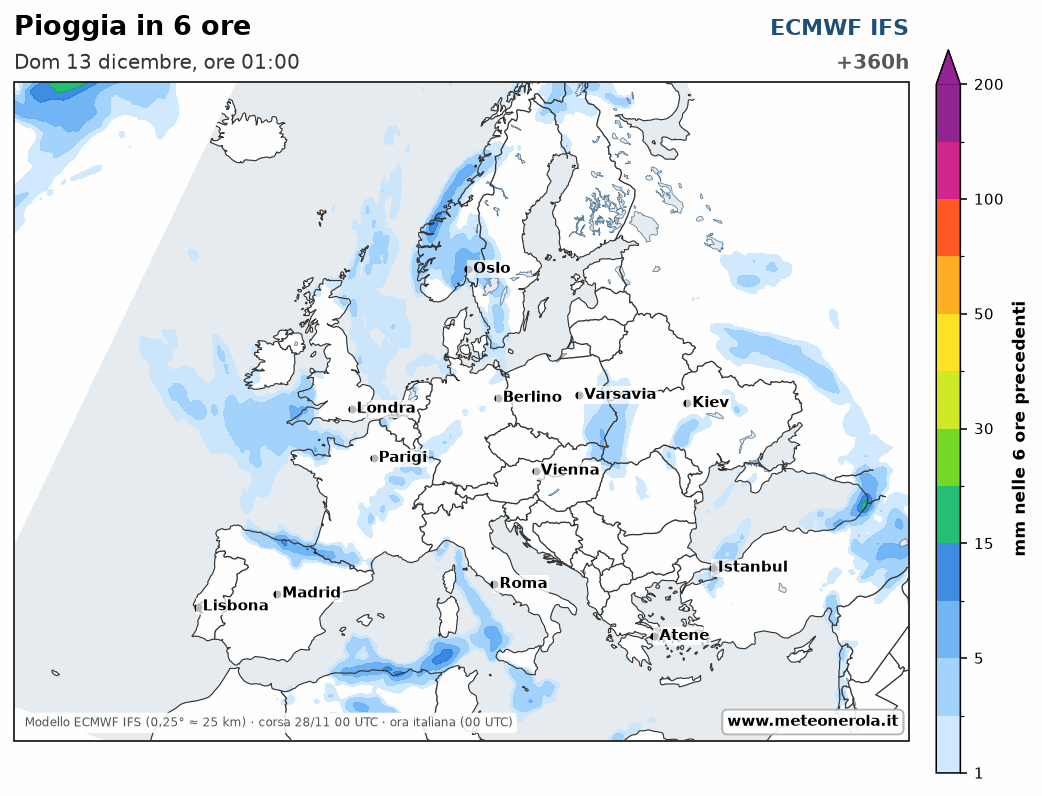 Pioggia in 6 ore
ECMWF IFS
Dom 13 dicembre, ore 01:00
+360h
200
100
50
30
15
5
1
mm nelle 6 ore precedenti
Oslo
Berlino
Varsavia
Kiev
Londra
Parigi
Vienna
Istanbul
Roma
Madrid
Lisbona
Atene
Modello ECMWF IFS (0,25° ≈ 25 km) · corsa 28/11 00 UTC · ora italiana (00 UTC)
www.meteonerola.it